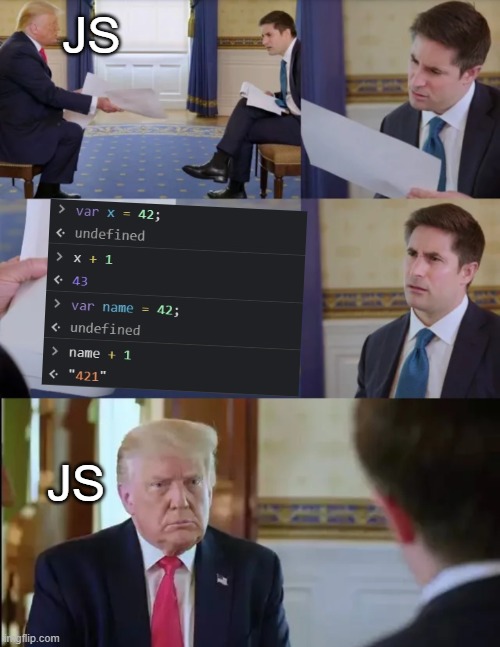 JS
> var x = 42;
<· undefined
> x + 1
<· 43
> var name = 42;
<· undefined
> name + 1
<· "421"
JS
imgflip.com